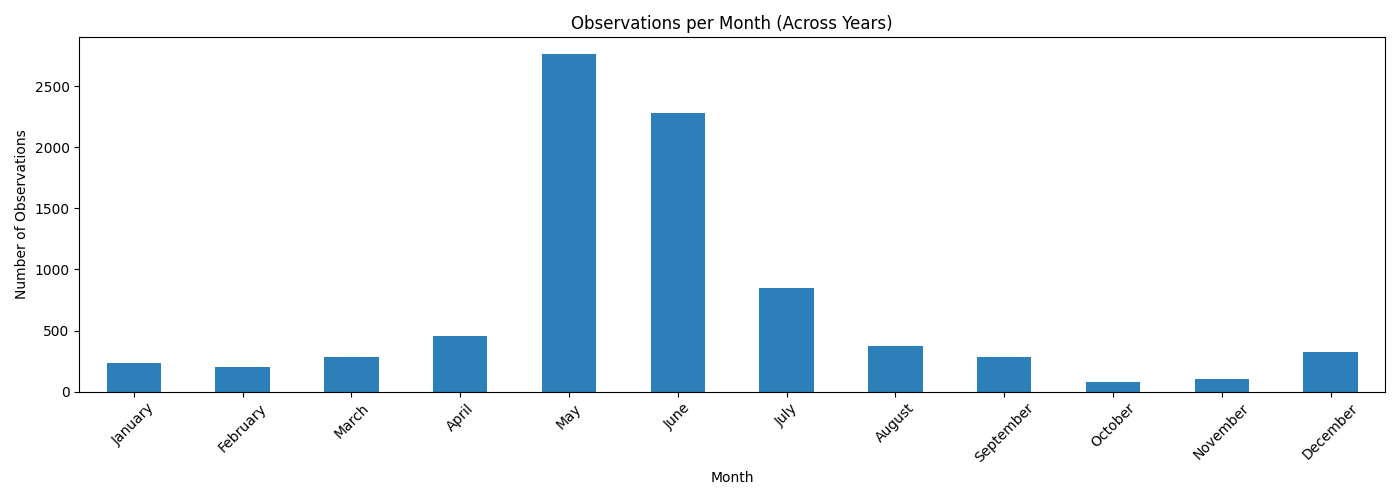 Observations per Month (Across Years)
Number of Observations
2500
2000
1500
1000
500
0
January
February
March
April
May
June
July
August
September
October
November
December
Month